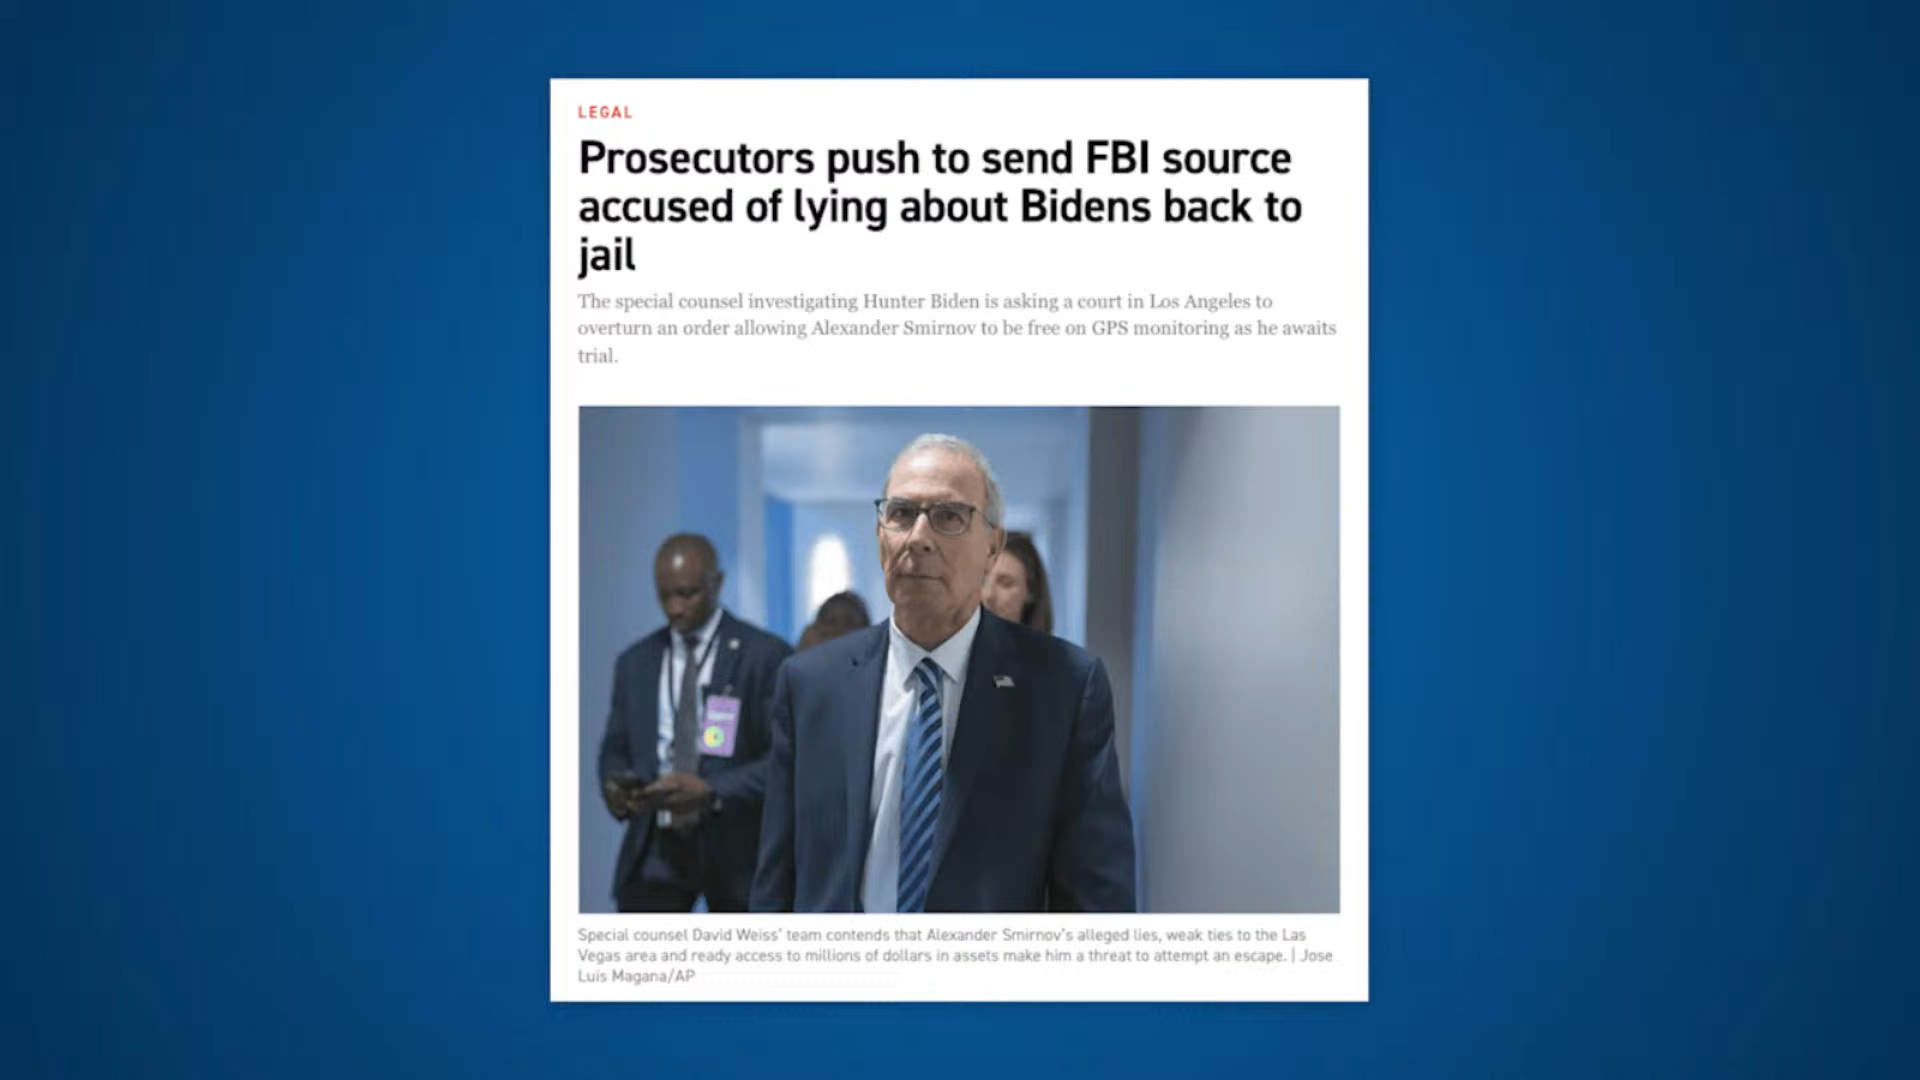 LEGAL
Prosecutors push to send FBI source
accused of lying about Bidens back to
jail
The special counsel investigating Hunter Biden is asking a court in Los Angeles to
overturn an order allowing Alexander Smirnov to be free on GPS monitoring as he awaits
trial.
Special counsel David Weiss' team contends that Alexander Smirnov's alleged lies, weak ties to the Las
Vegas area and ready access to millions of dollars in assets make him a threat to attempt an escape. | Jose
Luis Magana/AP